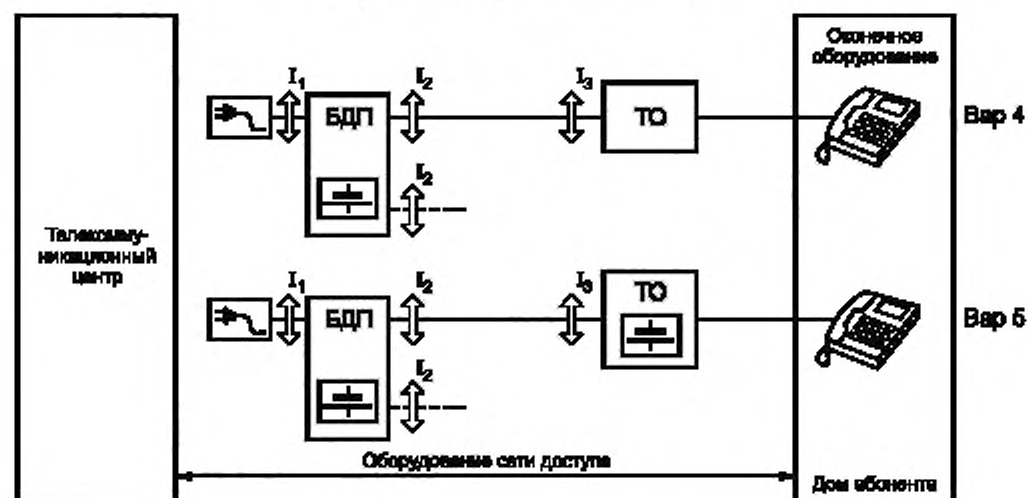 Оконечное
оборудование
I₁
I₂
I₃
БДП
ТО
Вар 4
I₂
Телекомму-
никационный
центр
I₁
I₂
I₃
БДП
ТО
Вар 5
I₂
Оборудование сети доступа
Дом абонента